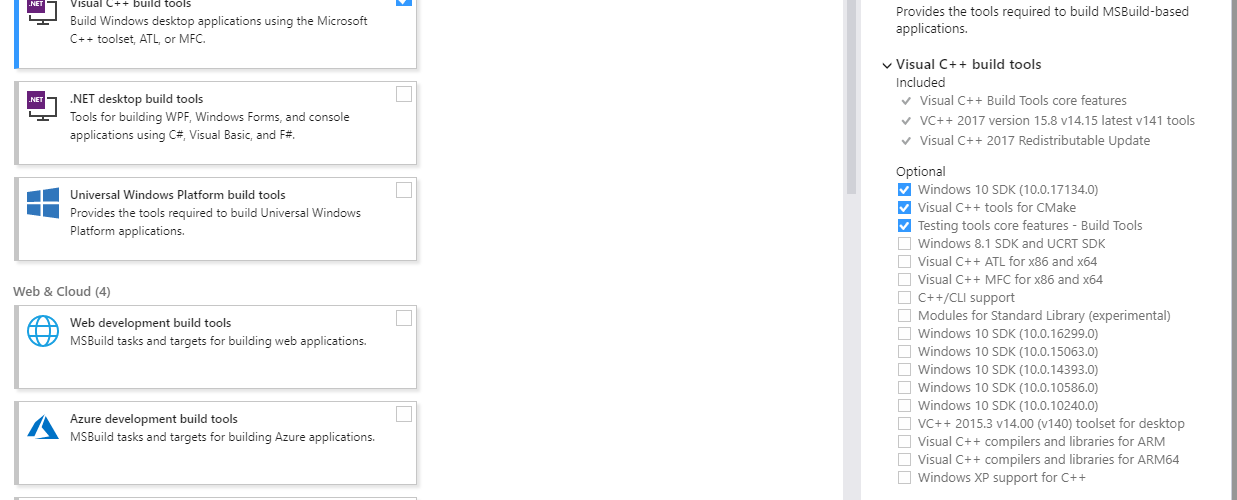 Visual C++ build tools
Build Windows desktop applications using the Microsoft
C++ toolset, ATL, or MFC.
.NET
.NET desktop build tools
Tools for building WPF, Windows Forms, and console
applications using C#, Visual Basic, and F#.
.NET
Universal Windows Platform build tools
Provides the tools required to build Universal Windows
Platform applications.
Web & Cloud (4)
Web development build tools
MSBuild tasks and targets for building web applications.
Azure development build tools
MSBuild tasks and targets for building Azure applications.
Provides the tools required to build MSBuild-based
applications.
Visual C++ build tools
Included
Visual C++ Build Tools core features
VC++ 2017 version 15.8 v14.15 latest v141 tools
Visual C++ 2017 Redistributable Update
Optional
Windows 10 SDK (10.0.17134.0)
Visual C++ tools for CMake
Testing tools core features - Build Tools
Windows 8.1 SDK and UCRT SDK
Visual C++ ATL for x86 and x64
Visual C++ MFC for x86 and x64
C++/CLI support
Modules for Standard Library (experimental)
Windows 10 SDK (10.0.16299.0)
Windows 10 SDK (10.0.15063.0)
Windows 10 SDK (10.0.14393.0)
Windows 10 SDK (10.0.10586.0)
Windows 10 SDK (10.0.10240.0)
VC++ 2015.3 v14.00 (v140) toolset for desktop
Visual C++ compilers and libraries for ARM
Visual C++ compilers and libraries for ARM64
Windows XP support for C++